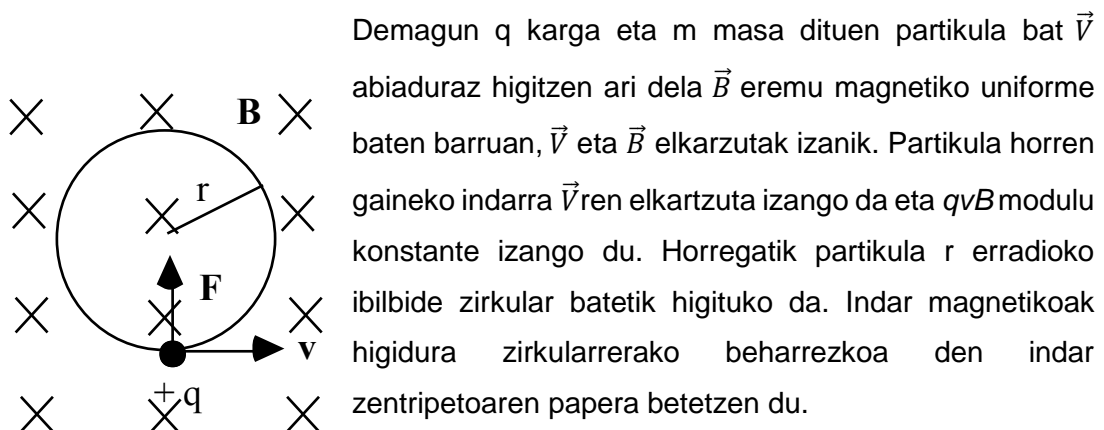 Demagun q karga eta m masa dituen partikula bat V⃗
abiaduraz higitzen ari dela B⃗ eremu magnetiko uniforme
baten barruan, V⃗ eta B⃗ elkarzutak izanik. Partikula horren
gaineko indarra V⃗ren elkartzuta izango da eta qvB modulu
konstante izango du. Horregatik partikula r erradioko
ibilbide zirkular batetik higituko da. Indar magnetikoak
higidura zirkularrerako beharrezkoa den indar
zentripetoaren papera betetzen du.
B
r
F
v
+ q